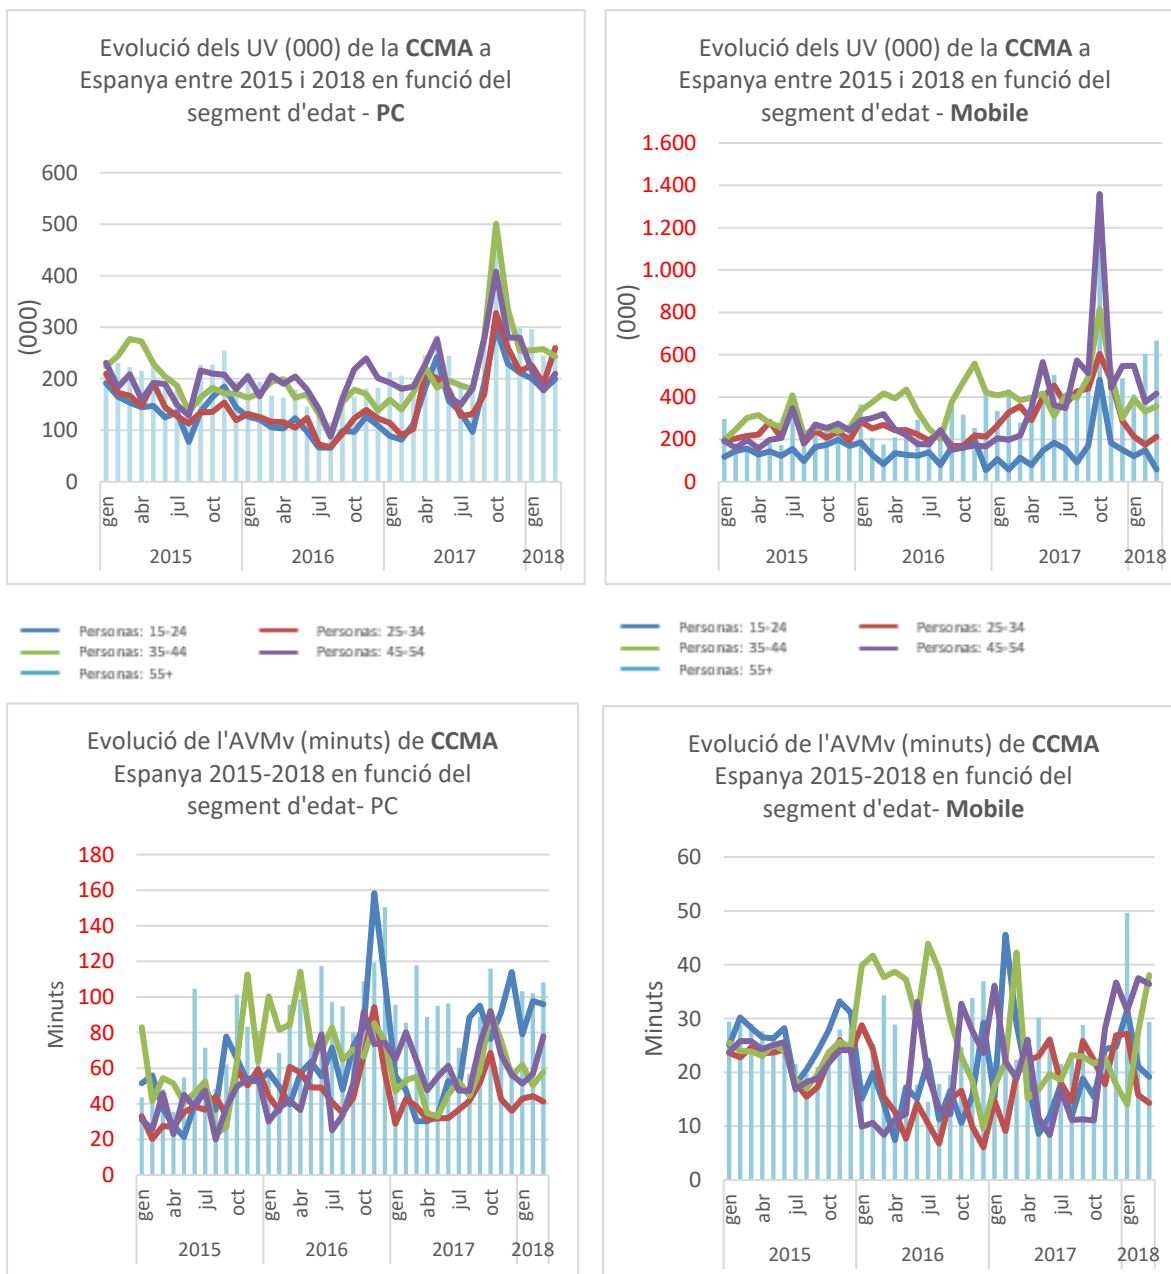 Evolució dels UV (000) de la CCMA a
Espanya entre 2015 i 2018 en funció del
segment d'edat - PC
600
500
400
300
200
100
0
(000)
gen abr jul oct gen abr jul oct gen abr jul oct gen
2015 2016 2017 2018
Evolució dels UV (000) de la CCMA a
Espanya entre 2015 i 2018 en funció del
segment d'edat - Mobile
1.600
1.400
1.200
1.000
800
600
400
200
0
(000)
gen abr jul oct gen abr jul oct gen abr jul oct gen
2015 2016 2017 2018
Personas: 15-24 Personas: 25-34
Personas: 35-44 Personas: 45-54
Personas: 55+
Personas: 15-24 Personas: 25-34
Personas: 35-44 Personas: 45-54
Personas: 55+
Evolució de l'AVMv (minuts) de CCMA
Espanya 2015-2018 en funció del
segment d'edat- PC
180
160
140
120
100
80
60
40
20
0
Minuts
gen abr jul oct gen abr jul oct gen abr jul oct gen
2015 2016 2017 2018
Evolució de l'AVMv (minuts) de CCMA
Espanya 2015-2018 en funció del
segment d'edat- Mobile
60
50
40
30
20
10
0
Minuts
gen abr jul oct gen abr jul oct gen abr jul oct gen
2015 2016 2017 2018